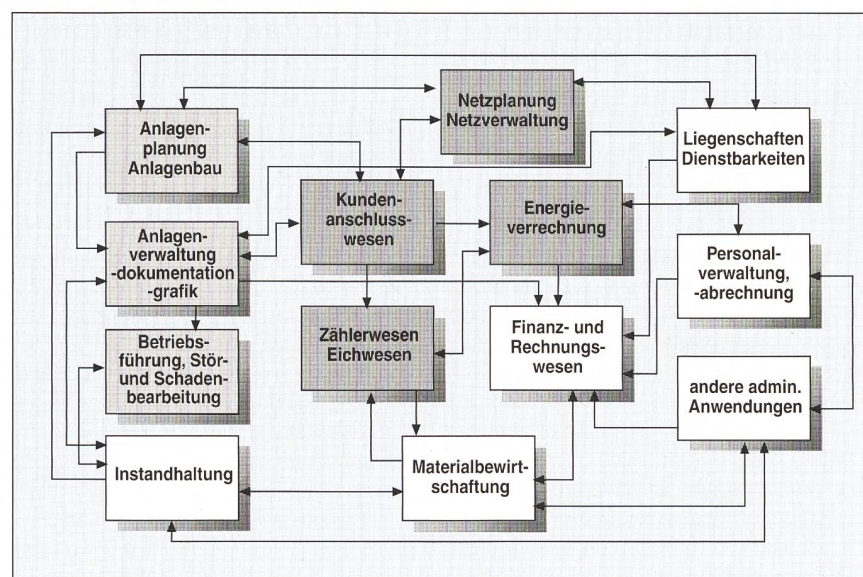 Anlagen-
planung
Anlagenbau
Netzplanung
Netzverwaltung
Liegenschaften
Dienstbarkeiten
Kunden-
anschluss-
wesen
Energie-
verrechnung
Anlagen-
verwaltung
-dokumentation
-grafik
Personal-
verwaltung,
-abrechnung
Zählerwesen
Eichwesen
Finanz- und
Rechnungs-
wesen
Betriebs-
führung, Stör-
und Schaden-
bearbeitung
andere admin.
Anwendungen
Instandhaltung
Materialbewirt-
schaftung